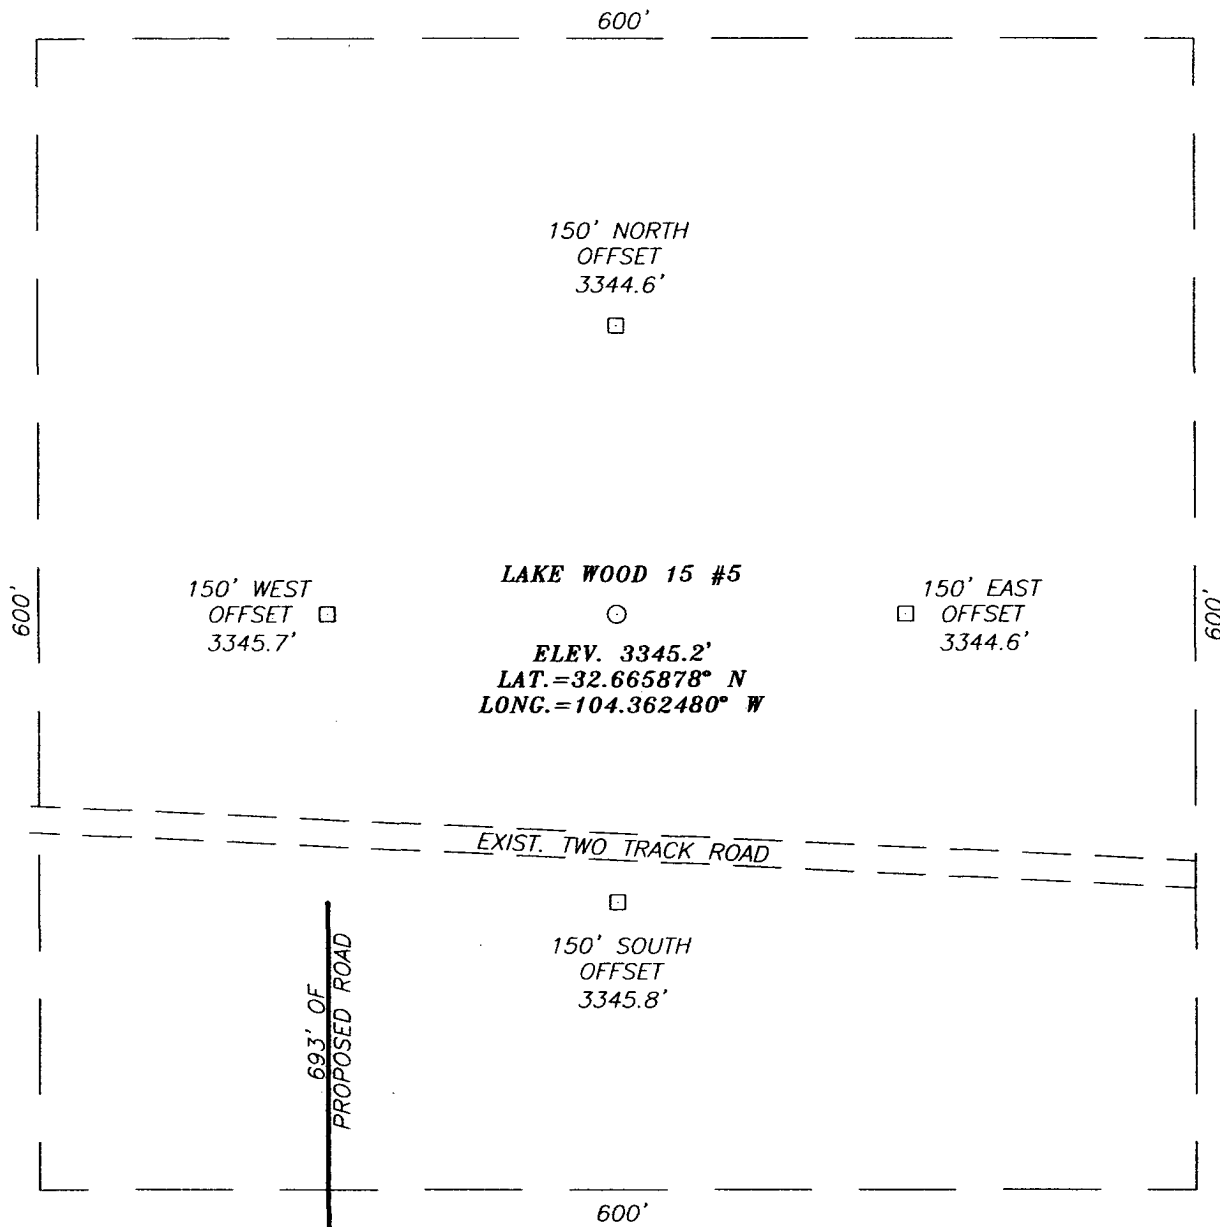 600'
150' NORTH
OFFSET
3344.6'
LAKE WOOD 15 #5
ELEV. 3345.2'
LAT.=32.665878° N
LONG.=104.362480° W
600'
150' WEST
OFFSET
3345.7'
150' EAST
OFFSET
3344.6'
600'
EXIST. TWO TRACK ROAD
150' SOUTH
OFFSET
3345.8'
693' OF
PROPOSED ROAD
600'